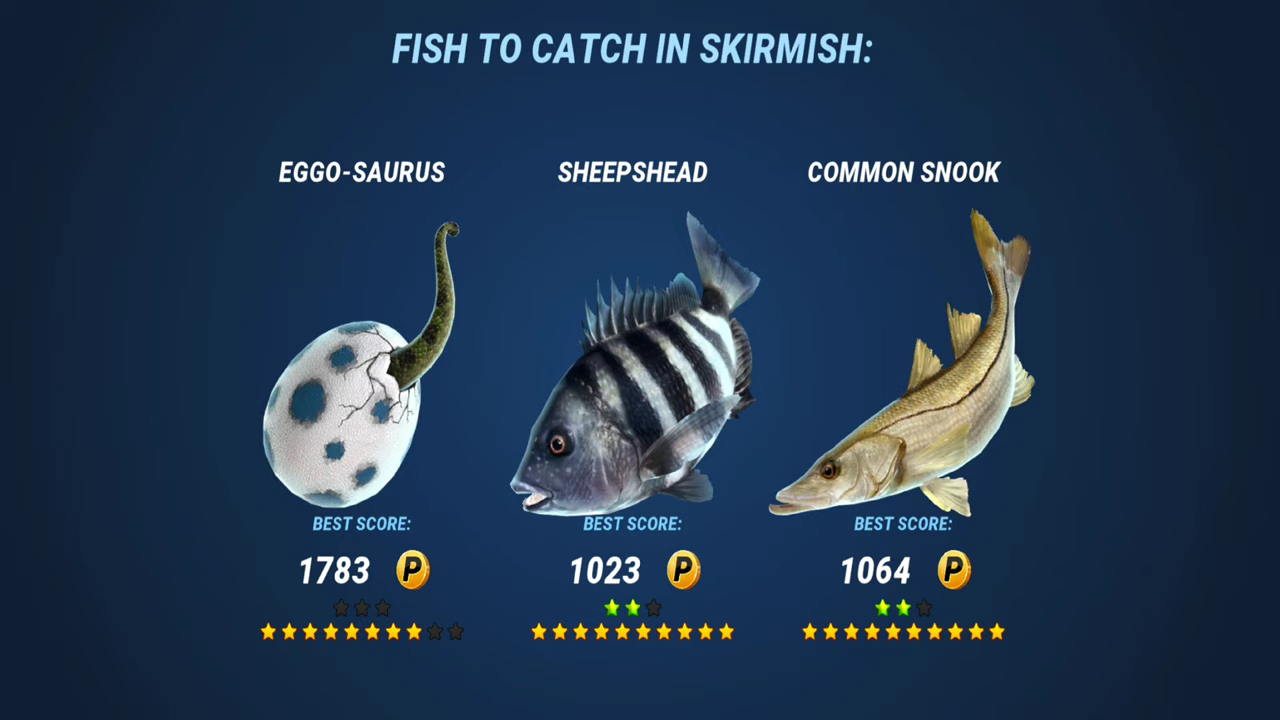 FISH TO CATCH IN SKIRMISH:
EGGO-SAURUS SHEEPSHEAD COMMON SNOOK
BEST SCORE: BEST SCORE: BEST SCORE:
1783 P 1023 P 1064 P